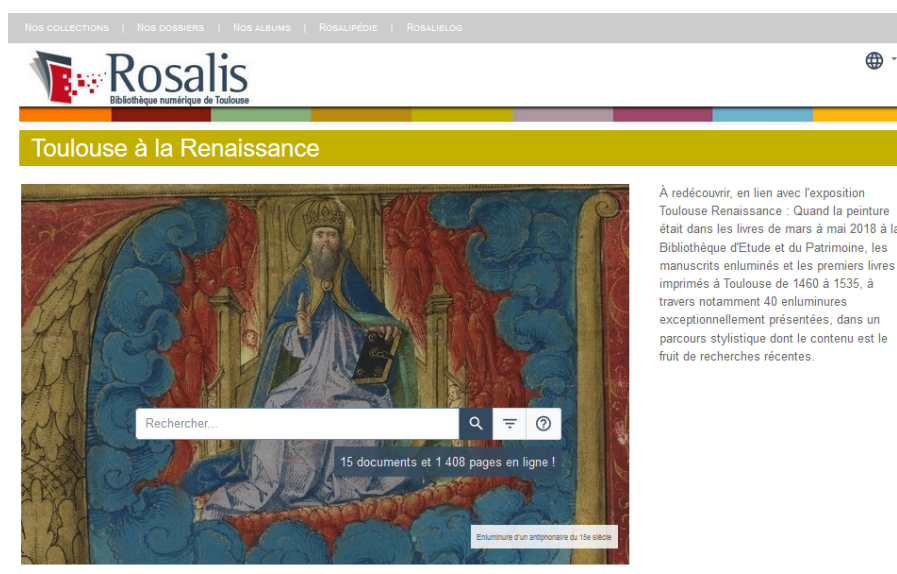 NOS COLLECTIONS | NOS DOSSIERS | NOS ALBUMS | ROSALIPÉDIE | ROSALIBLOG
Rosalis
Bibliothèque numérique de Toulouse
Toulouse à la Renaissance
À redécouvrir, en lien avec l'exposition
Toulouse Renaissance : Quand la peinture
était dans les livres de mars à mai 2018 à la
Bibliothèque d'Etude et du Patrimoine, les
manuscrits enluminés et les premiers livres
imprimés à Toulouse de 1460 à 1535, à
travers notamment 40 enluminures
exceptionnellement présentées, dans un
parcours stylistique dont le contenu est le
fruit de recherches récentes.
Rechercher...
15 documents et 1 408 pages en ligne !
Enluminure d'un antiphonaire du 15e siècle